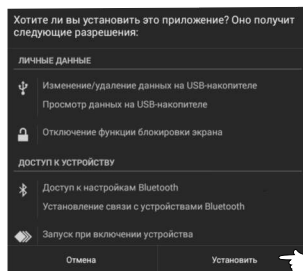 Хотите ли вы установить это приложение? Оно получит
следующие разрешения:
ЛИЧНЫЕ ДАННЫЕ
Изменение/удаление данных на USB-накопителе
Просмотр данных на USB-накопителе
Отключение функции блокировки экрана
ДОСТУП К УСТРОЙСТВУ
Доступ к настройкам Bluetooth
Установление связи с устройствами Bluetooth
Запуск при включении устройства
Отмена
Установить